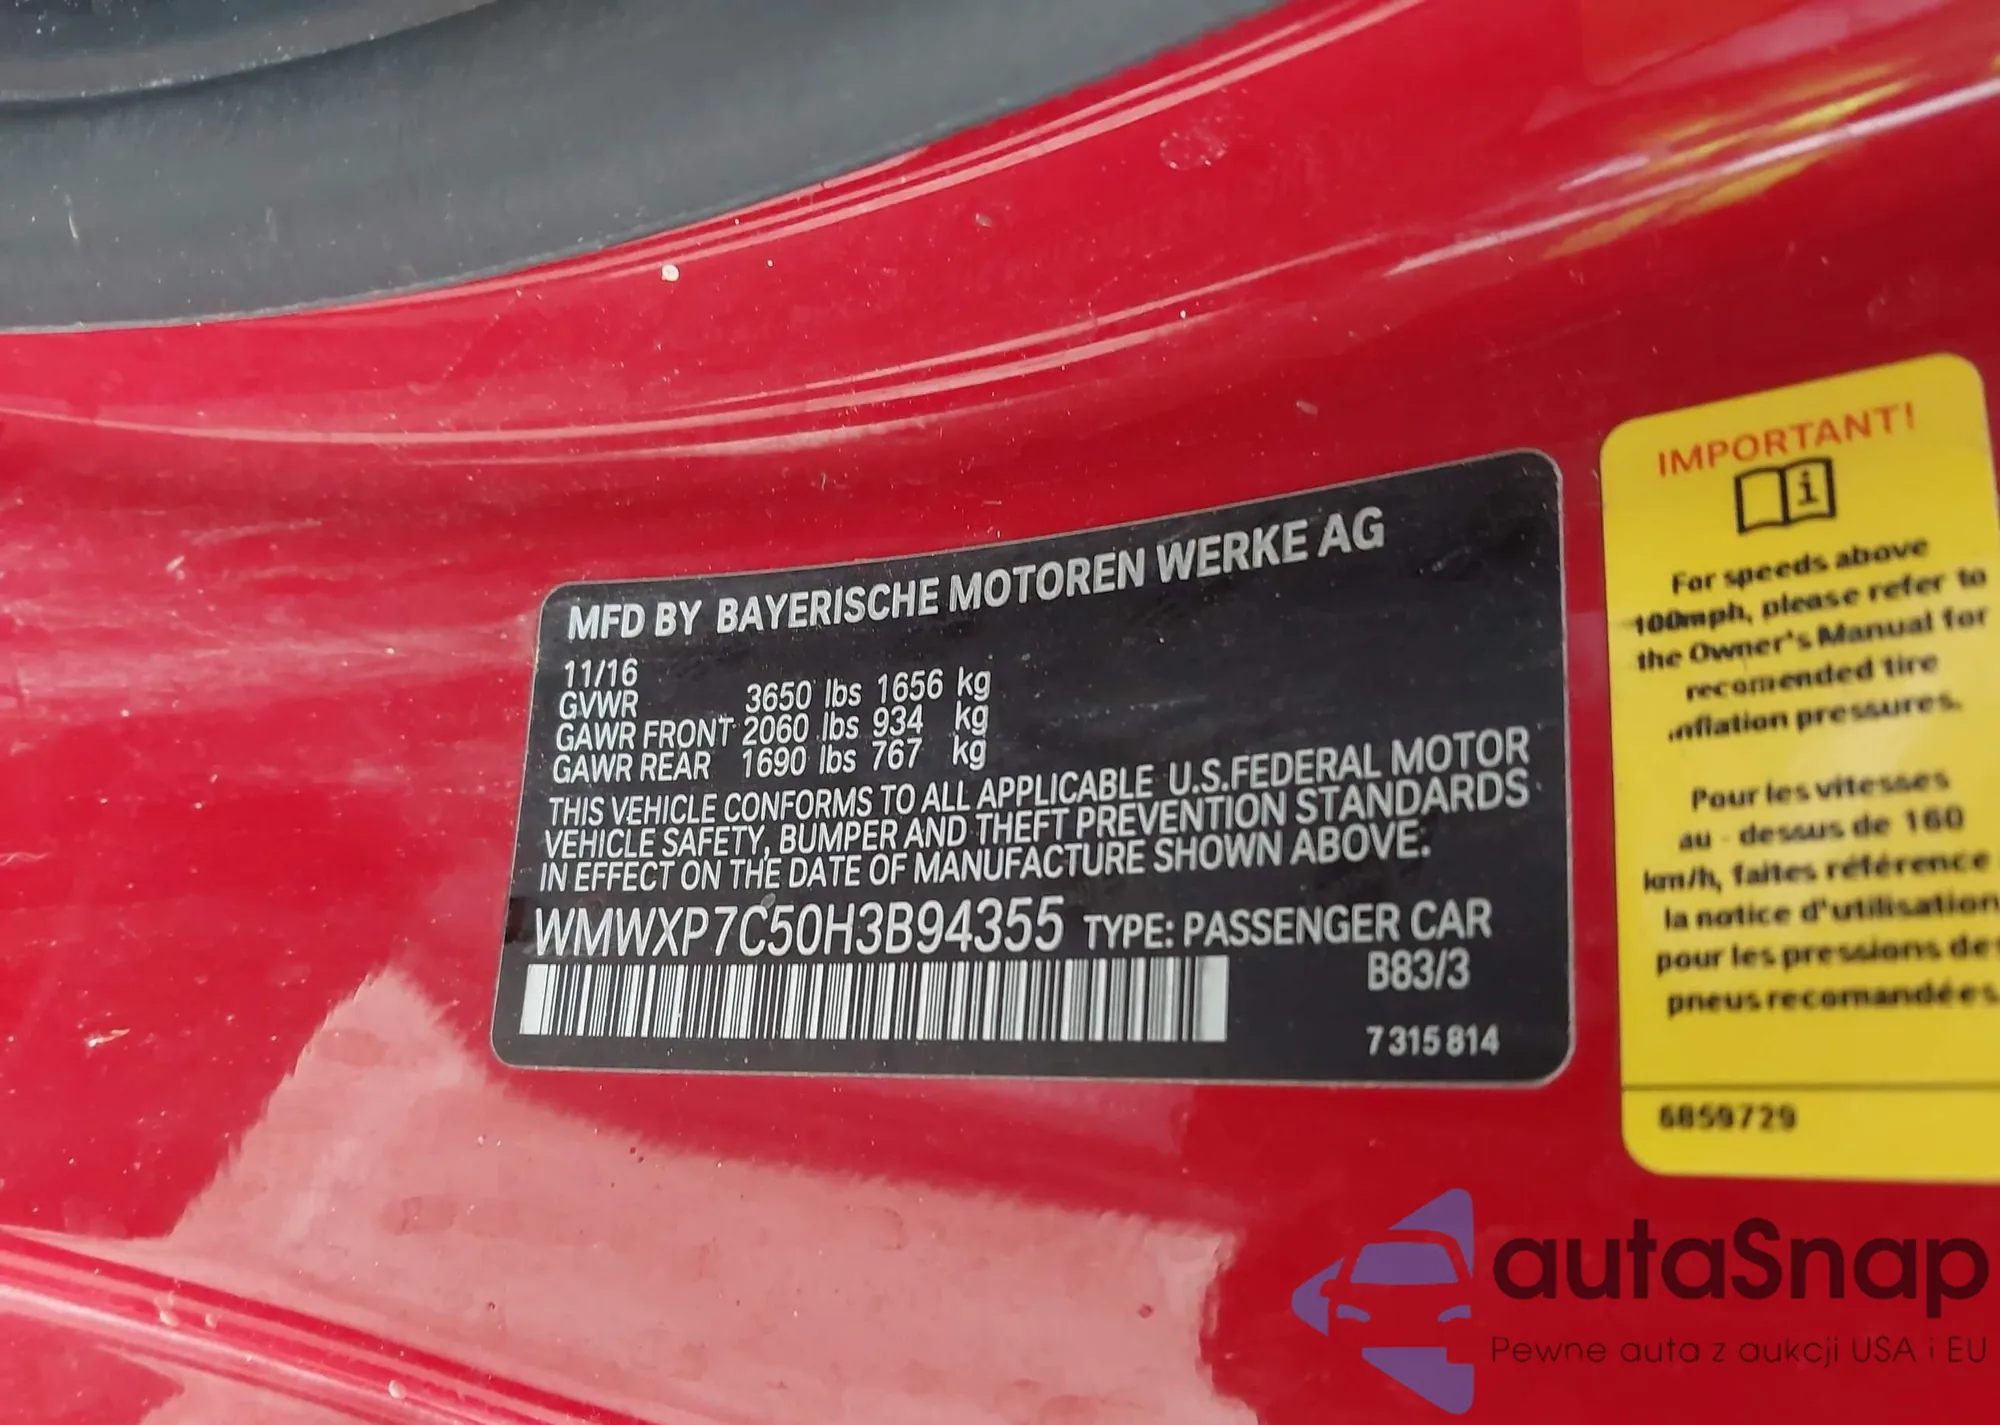 MFD BY BAYERISCHE MOTOREN WERKE AG
11/16
GVWR 3650 lbs 1656 kg
GAWR FRONT 2060 lbs 934 kg
GAWR REAR 1690 lbs 767 kg
THIS VEHICLE CONFORMS TO ALL APPLICABLE U.S.FEDERAL MOTOR
VEHICLE SAFETY, BUMPER AND THEFT PREVENTION STANDARDS
IN EFFECT ON THE DATE OF MANUFACTURE SHOWN ABOVE.
WMWXP7C50H3B94355 TYPE: PASSENGER CAR
B83/3
7 315 814
IMPORTANT!
i
For speeds above
100mph, please refer to
the Owner's Manual for
recomended tire
inflation pressures.
Pour les vitesses
au - dessus de 160
km/h, faites référence
la notice d'utilisation
pour les pressions des
pneus recomandées.
6859729
autaSnap
Pewne auta z aukcji USA i EU